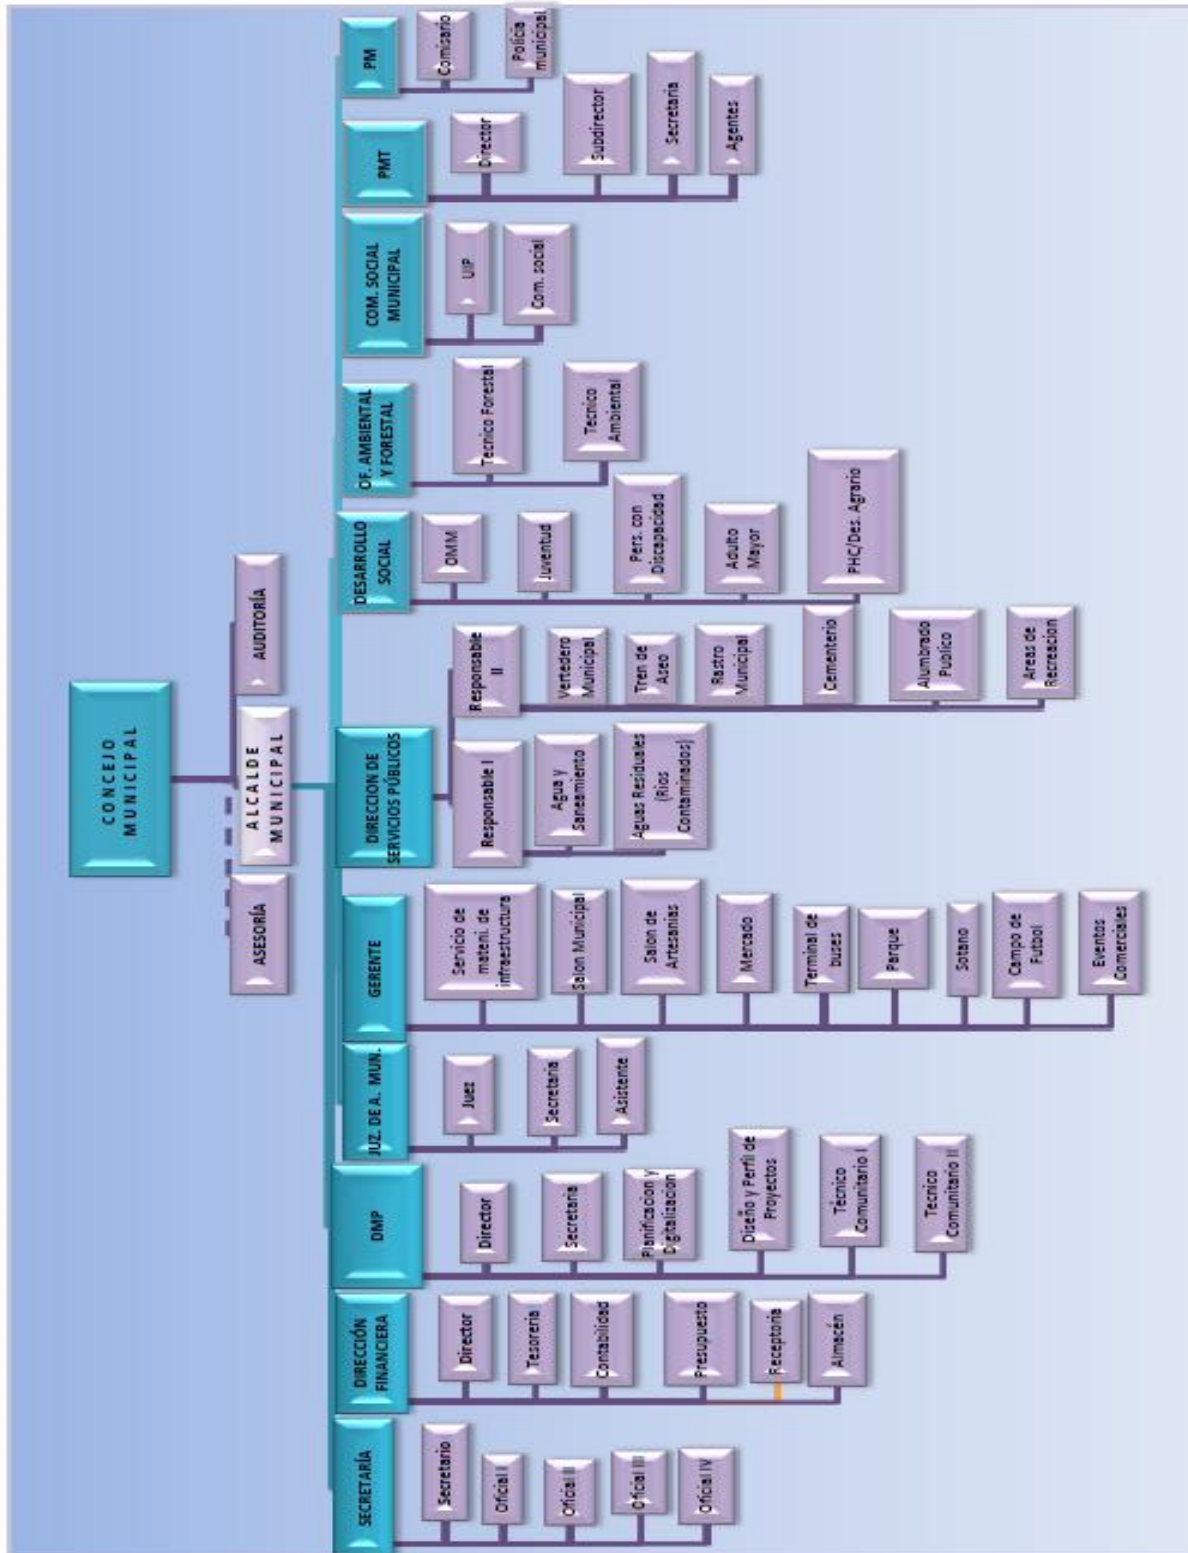 CONCEJO
MUNICIPAL
ASESORÍA
ALCALDE
MUNICIPAL
AUDITORÍA
SECRETARÍA
Secretario
Oficial I
Oficial II
Oficial III
Oficial IV
DIRECCIÓN
FINANCIERA
Director
Tesoreria
Contabilidad
Presupuesto
Receptoria
Almacén
DMP
Director
Secretaria
Planificacion y
Digitalizacion
Diseño y Perfil de
Proyectos
Técnico
Comunitario I
Tecnico
Comunitario II
JUZ. DE A. MUN.
Juez
Secretaria
Asistente
GERENTE
Servicio de
mateni. de
infraestructura
Salon Municipal
Salon de
Artesanias
Mercado
Terminal de
buses
Parque
Sotano
Campo de
Futbol
Eventos
Comerciales
DIRECCION DE
SERVICIOS PÚBLICOS
Responsable I
Agua y
Saneamiento
Aguas Residuales
(Rios
Contaminados)
Responsable
II
Vertedero
Municipal
Tren de
Aseo
Rastro
Municipal
Cementerio
Alumbrado
Publico
Areas de
Recreacion
DESARROLLO
SOCIAL
OMM
Juventud
Pers. con
Discapacidad
Adulto
Mayor
PHC/Des. Agrario
OF. AMBIENTAL
Y FORESTAL
Tecnico Forestal
Tecnico
Ambiental
COM. SOCIAL
MUNICIPAL
UIP
Com. social
PMT
Director
Subdirector
Secretaria
Agentes
PM
Comisario
Policia
municipal